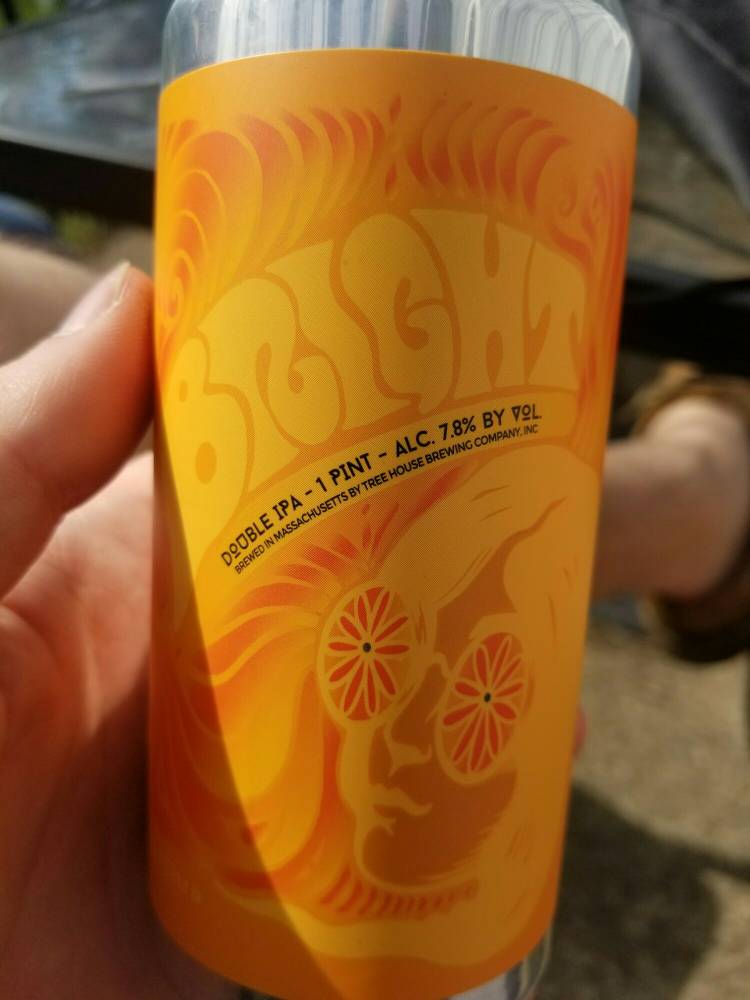 BRIGHT
DOUBLE IPA - 1 PINT - ALC. 7.8% BY VOL.
BREWED IN MASSACHUSETTS BY TREE HOUSE BREWING COMPANY, INC